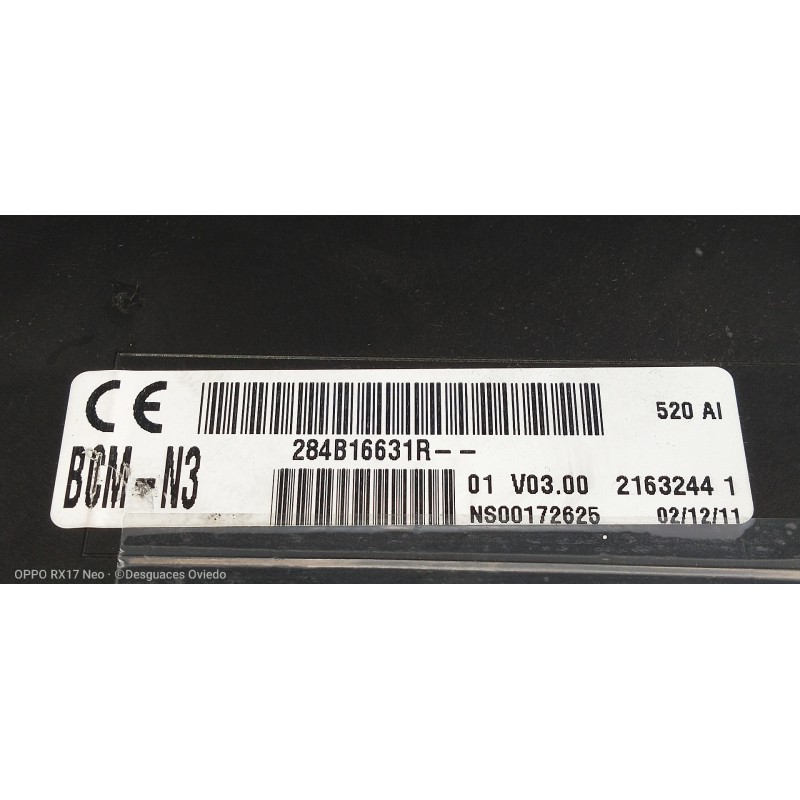 CE
520 AI
284B16631R--
BCM-N3
01 V03.00 2163244 1
NS00172625 02/12/11
OPPO RX17 Neo · ©Desguaces Oviedo